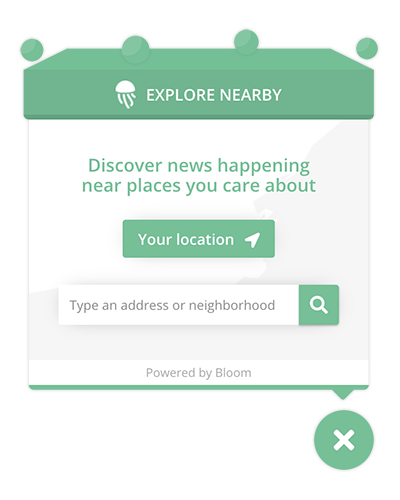 EXPLORE NEARBY
Discover news happening
near places you care about
Your location
Type an address or neighborhood
Powered by Bloom